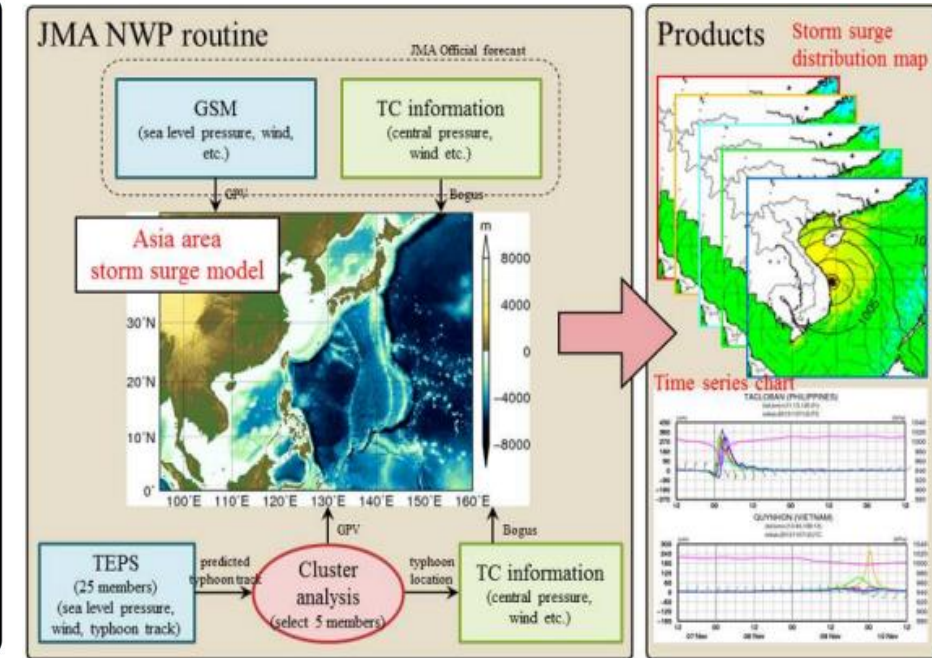 JMA NWP routine
JMA Official forecast
GSM
(sea level pressure, wind,
etc.)
TC information
(central pressure,
wind etc.)
GPV
Bogus
Asia area
storm surge model
m
8000
4000
0
−4000
−8000
30˚N
20˚N
10˚N
0˚
100˚E 110˚E 120˚E 130˚E 140˚E 150˚E 160˚E
GPV
Bogus
TEPS
(25 members)
(sea level pressure,
wind, typhoon track)
predicted
typhoon track
Cluster
analysis
(select 5 members)
typhoon
location
TC information
(central pressure,
wind etc.)
Products
Storm surge
distribution map
1005
Time series chart
TACLOBAN (PHILIPPINES)
QUYNHON (VIETNAM)
07 Nov 08 Nov 09 Nov 10 Nov